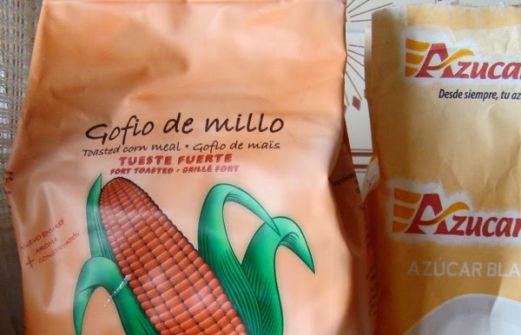 Gofio de millo
Toasted corn meal • Gofio de maïs
TUESTE FUERTE
FORT TOASTED • GRILLÉ FORT
+ AROMA
Azucar
Desde siempre, tu az
Azucar
AZÚCAR BLA